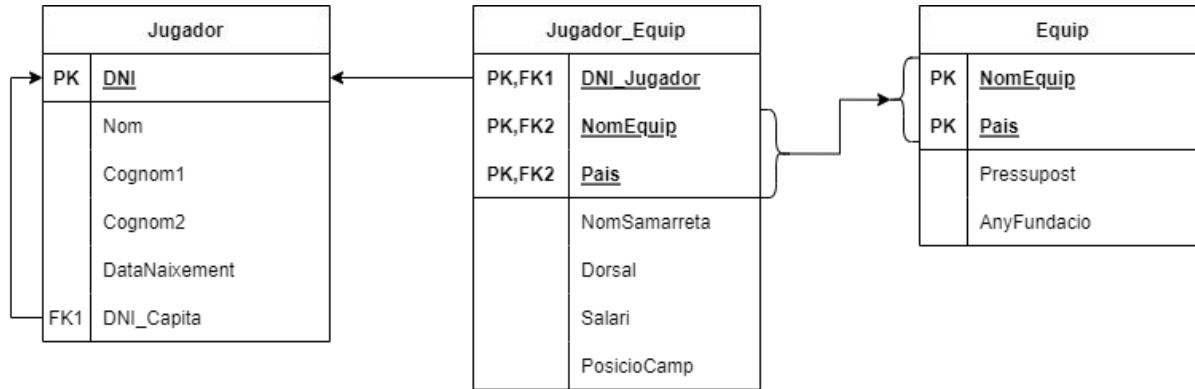 Jugador
PK DNI
Nom
Cognom1
Cognom2
DataNaixement
FK1 DNI_Capita
Jugador_Equip
PK,FK1 DNI_Jugador
PK,FK2 NomEquip
PK,FK2 Pais
NomSamarreta
Dorsal
Salari
PosicioCamp
Equip
PK NomEquip
PK Pais
Pressupost
AnyFundacio